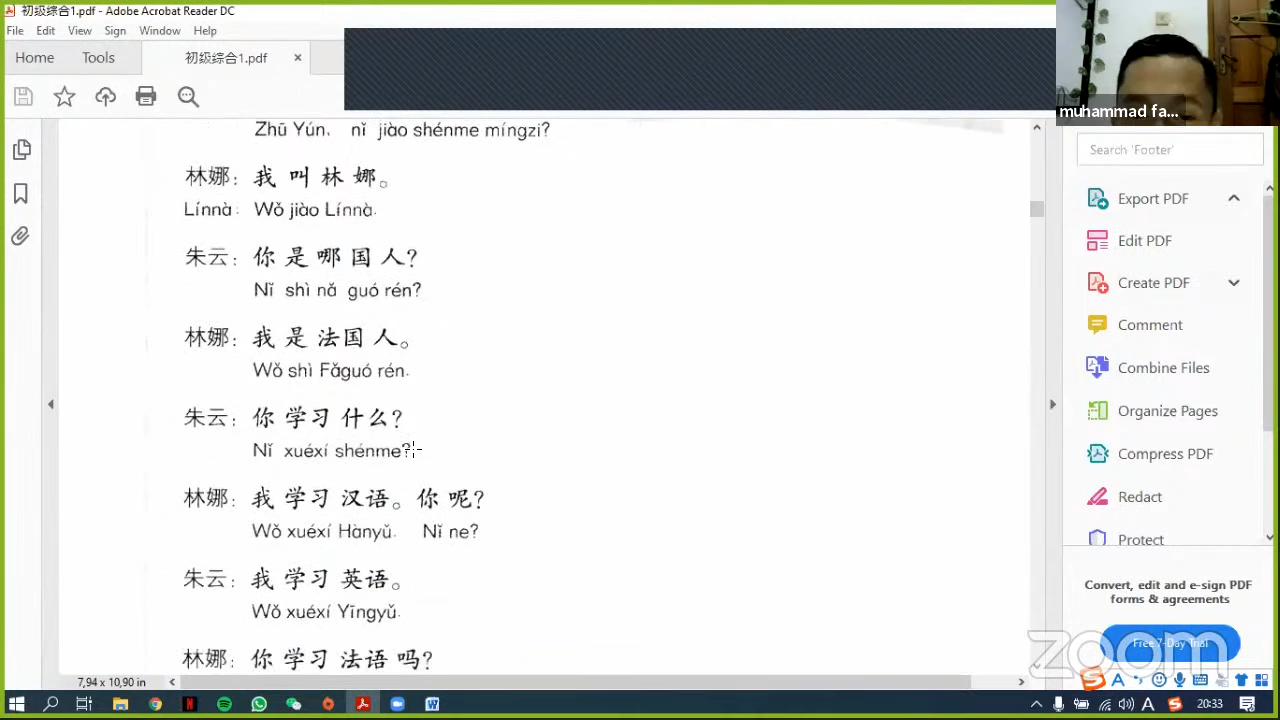 初级综合1.pdf - Adobe Acrobat Reader DC
File Edit View Sign Window Help
Home Tools 初级综合1.pdf ×
muhammad fa...
Zhū Yún, nǐ jiào shénme míngzi?
林娜：我叫林娜。
Línnà: Wǒ jiào Línnà.
朱云：你是哪国人？
Nǐ shì nǎ guó rén?
林娜：我是法国人。
Wǒ shì Fǎguó rén.
朱云：你学习什么？
Nǐ xuéxí shénme?
林娜：我学习汉语。你呢？
Wǒ xuéxí Hànyǔ. Nǐ ne?
朱云：我学习英语。
Wǒ xuéxí Yīngyǔ.
林娜：你学习法语吗？
Search 'Footer'
Export PDF
Edit PDF
Create PDF
Comment
Combine Files
Organize Pages
Compress PDF
Redact
Protect
Convert, edit and e-sign PDF
forms & agreements
Free 7-Day Trial
zoom
7,94 x 10,90 in
20:33